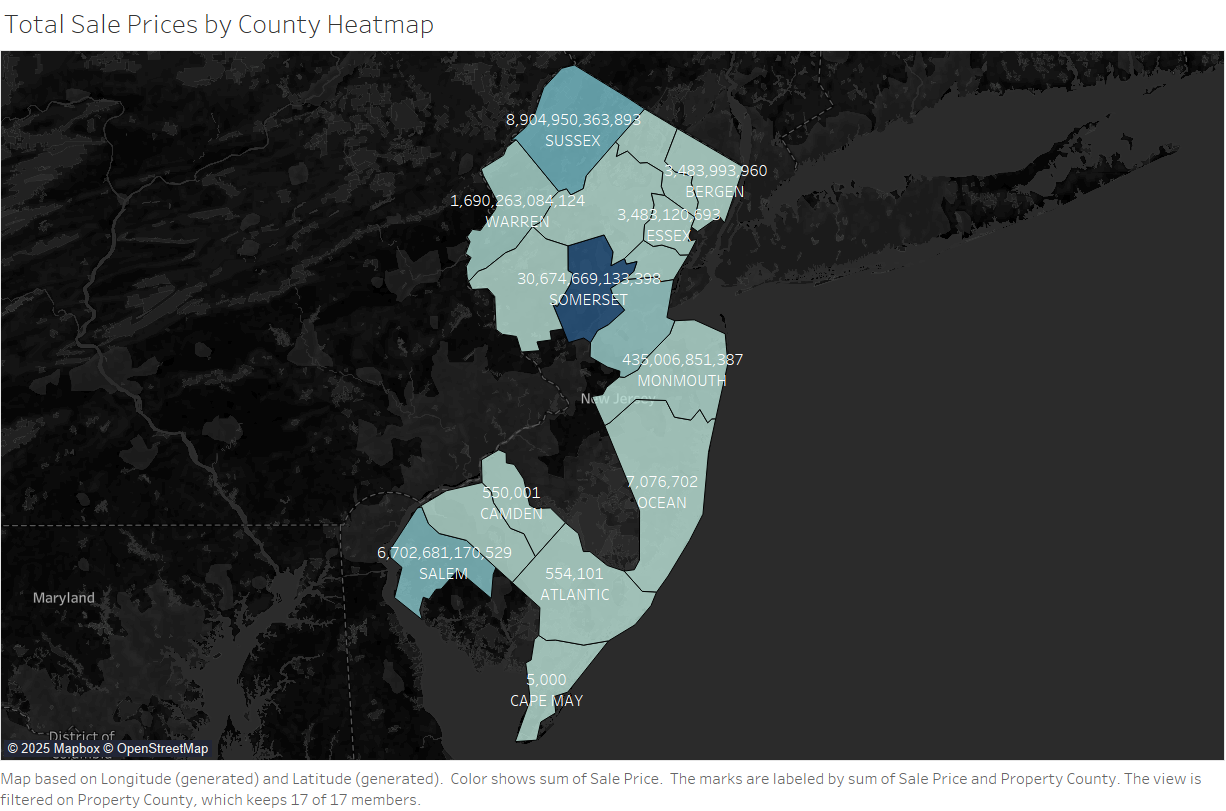 Total Sale Prices by County Heatmap
8,904,950,363,893
SUSSEX
3,483,993,960
BERGEN
1,690,263,084,124
WARREN
3,483,120,593
ESSEX
30,674,669,133,398
SOMERSET
435,006,851,387
MONMOUTH
New Jersey
7,076,702
OCEAN
550,001
CAMDEN
6,702,681,170,529
SALEM
554,101
ATLANTIC
Maryland
5,000
CAPE MAY
District of
Columbia
© 2025 Mapbox © OpenStreetMap
Map based on Longitude (generated) and Latitude (generated).  Color shows sum of Sale Price.  The marks are labeled by sum of Sale Price and Property County. The view is
filtered on Property County, which keeps 17 of 17 members.